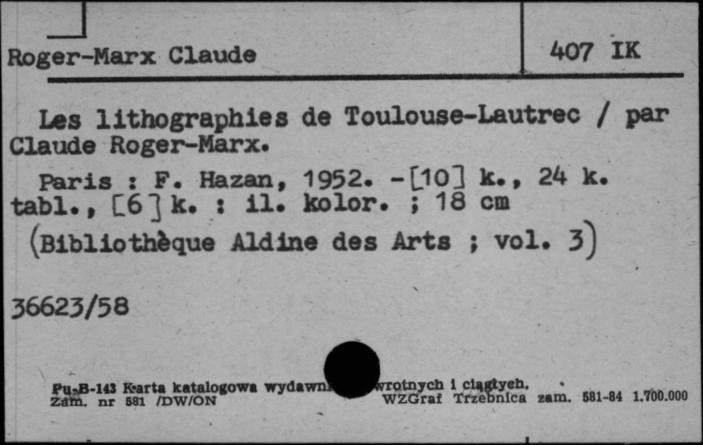 Roger-Marx Claude
407 IK
Les lithographies de Toulouse-Lautrec / par
Claude Roger-Marx.
Paris : F. Hazan, 1952. -[10] k., 24 k.
tabl., [6] k. : il. kolor. ; 18 cm
(Bibliothèque Aldine des Arts ; vol. 3)
36623/58
Pu-B-143 Karta katalogowa wydawn wrotnych i ciągłych.
Zam. nr 581 /DW/ON WZGraf Trzebnica zam. 581-84 1.700.000